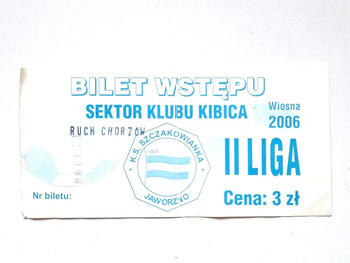 BILET WSTĘPU
SEKTOR KLUBU KIBICA
Wiosna
2006
RUCH CHORZÓW
K.S. SZCZAKOWIANKA
1923
JAWORZNO
II LIGA
Nr biletu:
Cena: 3 zł